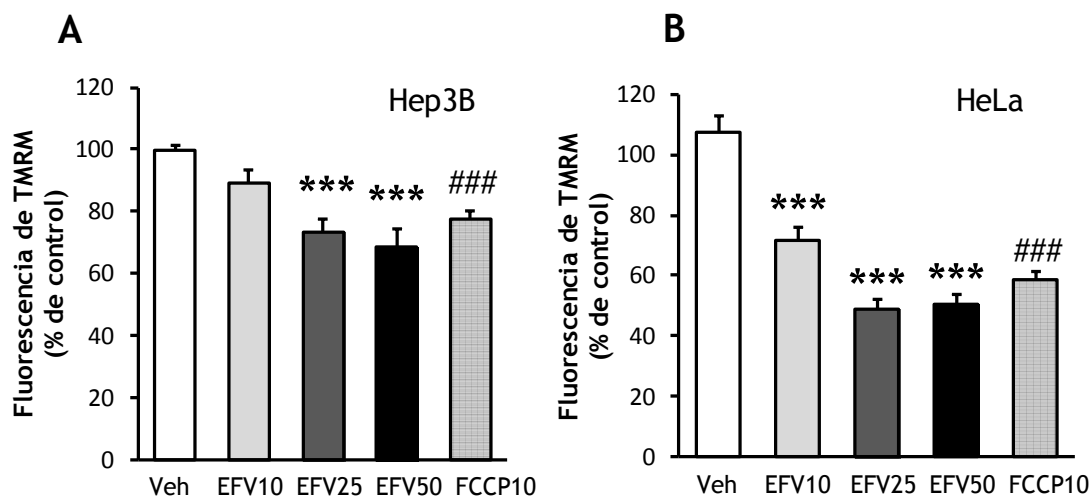 A
Fluorescencia de TMRM
(% de control)
120
100
80
60
40
20
0
Hep3B
***
***
###
Veh EFV10 EFV25 EFV50 FCCP10
B
Fluorescencia de TMRM
(% de control)
120
100
80
60
40
20
0
HeLa
***
***
***
###
Veh EFV10 EFV25 EFV50 FCCP10